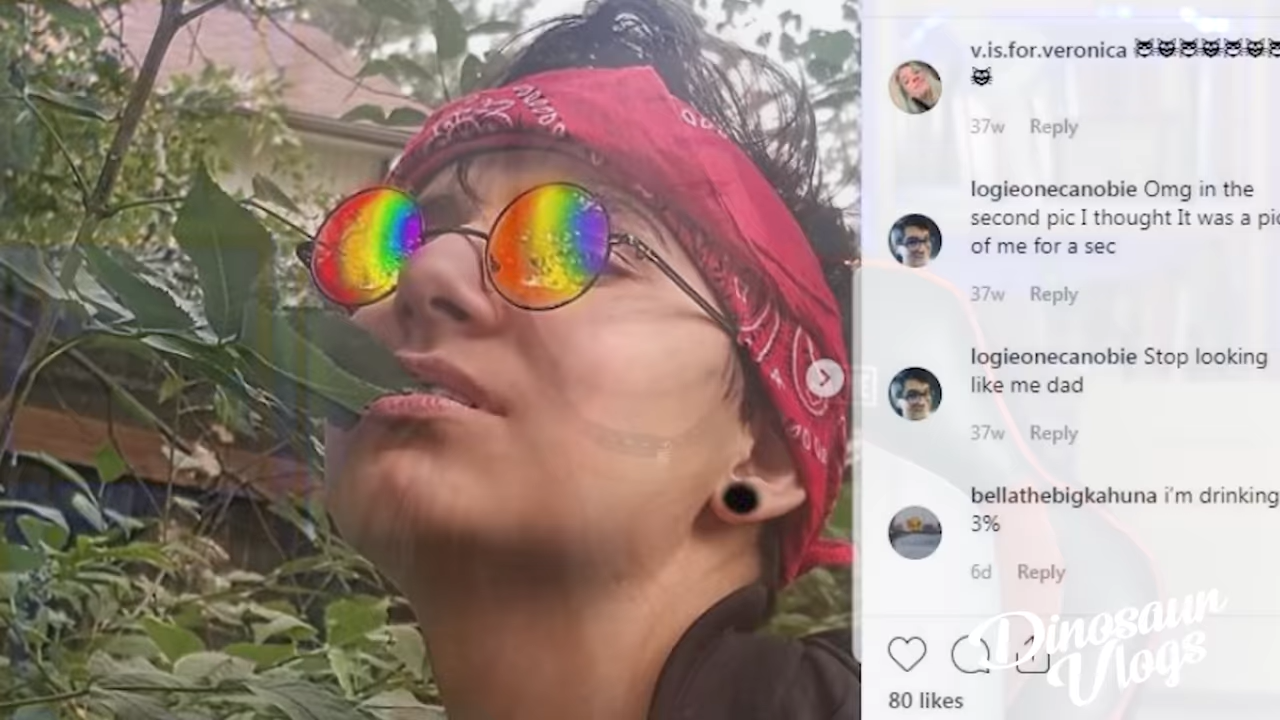 v.is.for.veronica 😈😈😈😈😈😈
😈
37w Reply
logieonecanobie Omg in the
second pic I thought It was a pic
of me for a sec
37w Reply
logieonecanobie Stop looking
like me dad
37w Reply
bellathebigkahuna i'm drinking
3%
6d Reply
Dinosaur
Vlogs
80 likes